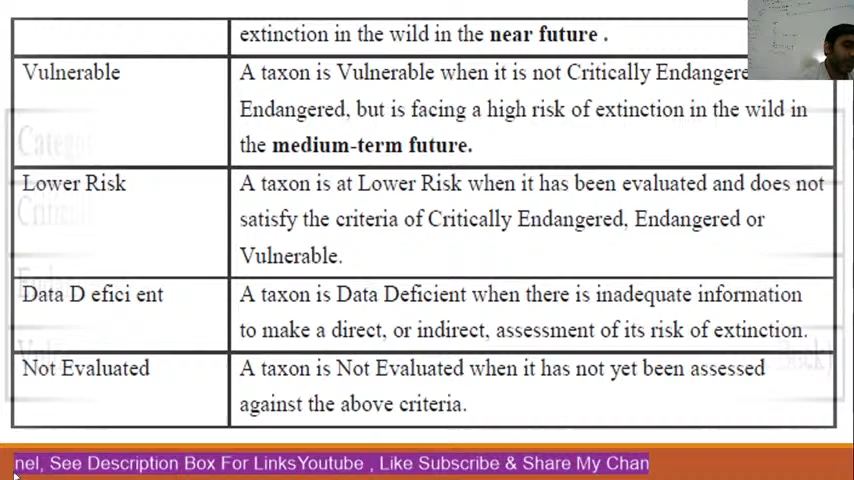 extinction in the wild in the near future .
Vulnerable
A taxon is Vulnerable when it is not Critically
Endangered, but is facing a high risk of extinction in the wild in
the medium-term future.
Lower Risk
A taxon is at Lower Risk when it has been evaluated and does not
satisfy the criteria of Critically Endangered, Endangered or
Vulnerable.
Data D efici ent
A taxon is Data Deficient when there is inadequate information
to make a direct, or indirect, assessment of its risk of extinction.
Not Evaluated
A taxon is Not Evaluated when it has not yet been assessed
against the above criteria.
nel, See Description Box For LinksYoutube , Like Subscribe & Share My Chan